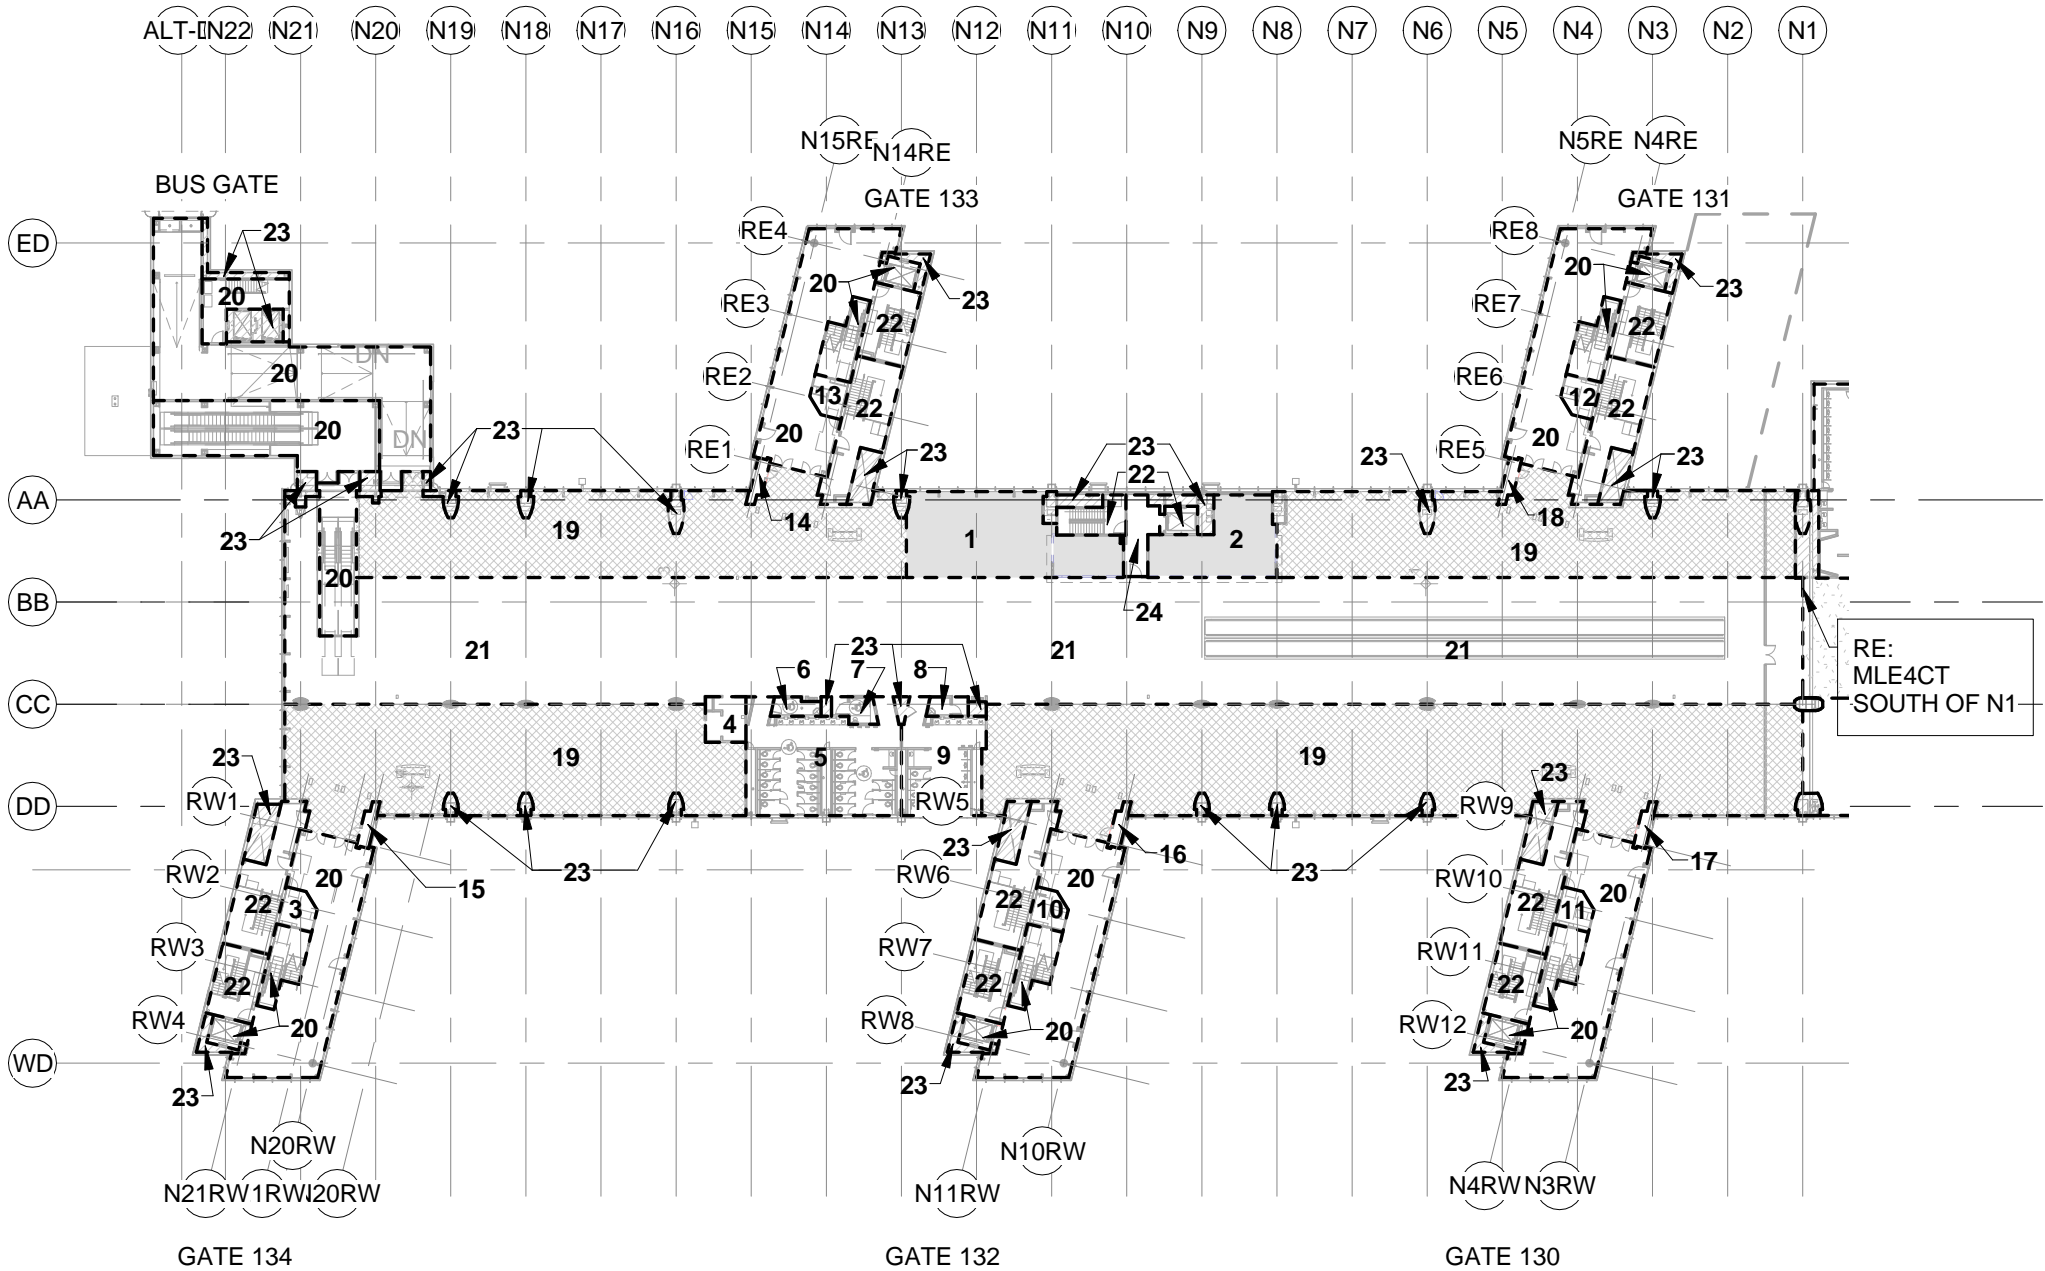 ALT-D N22 N21 N20 N19 N18 N17 N16 N15 N14 N13 N12 N11 N10 N9 N8 N7 N6 N5 N4 N3 N2 N1
N15RE N14RE N5RE N4RE
BUS GATE GATE 133 GATE 131
RE4 RE8
ED 23
20 20 23 20 23
RE3 RE7
22 22
DN 20
RE2 RE6
13 12
22 22
20 DN 23 20 20
RE1 23 23 23 RE5 23
22
AA
23 19 14 1 2 18 19
20
BB 24
21 21 21
RE:
MLE4CT
SOUTH OF N1
6 7 23 8
CC
4
23 19 5 9 19 23
RW1 RW5 RW9
DD
23 16 17
RW2 20 15 23 RW6 20 23 RW10 20
22 3 22 10 22 11
RW3 RW7 RW11
22 22 22
RW4 20 RW8 20 RW12 20
WD
23 23 23
N20RW N10RW
N21RW N20RW N11RW N4RW N3RW
GATE 134 GATE 132 GATE 130